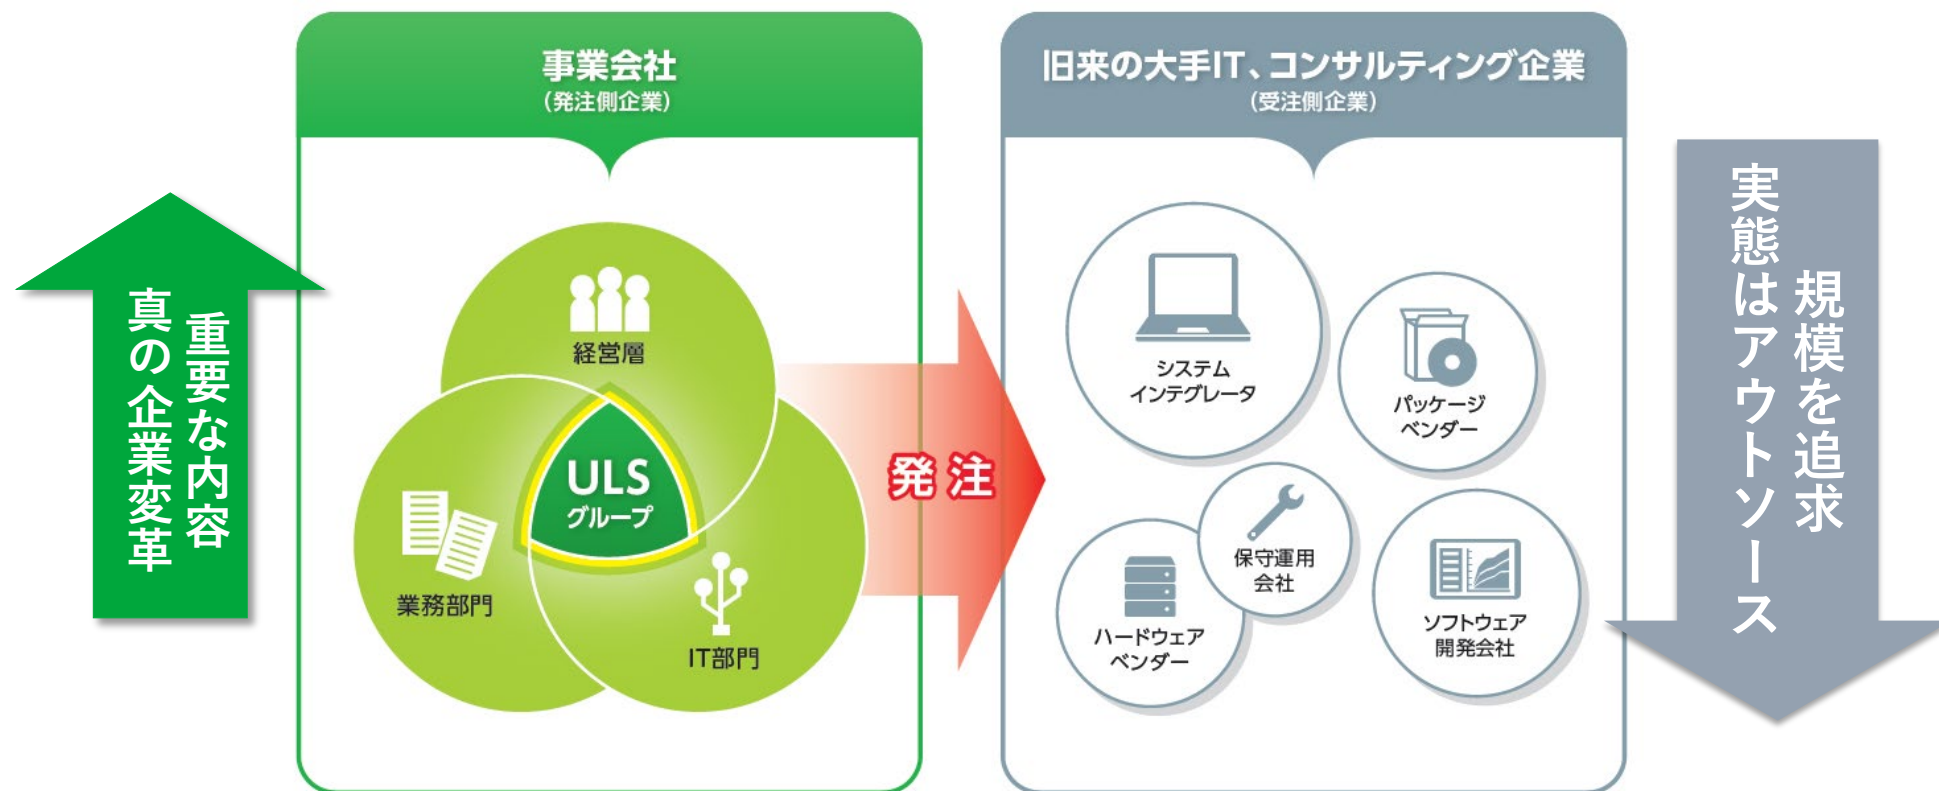 重要な内容
真の企業変革
事業会社
（発注側企業）
経営層
ULS
グループ
業務部門
IT部門
発注
旧来の大手IT、コンサルティング企業
（受注側企業）
システム
インテグレータ
パッケージ
ベンダー
保守運用
会社
ハードウェア
ベンダー
ソフトウェア
開発会社
規模を追求
実態はアウトソース